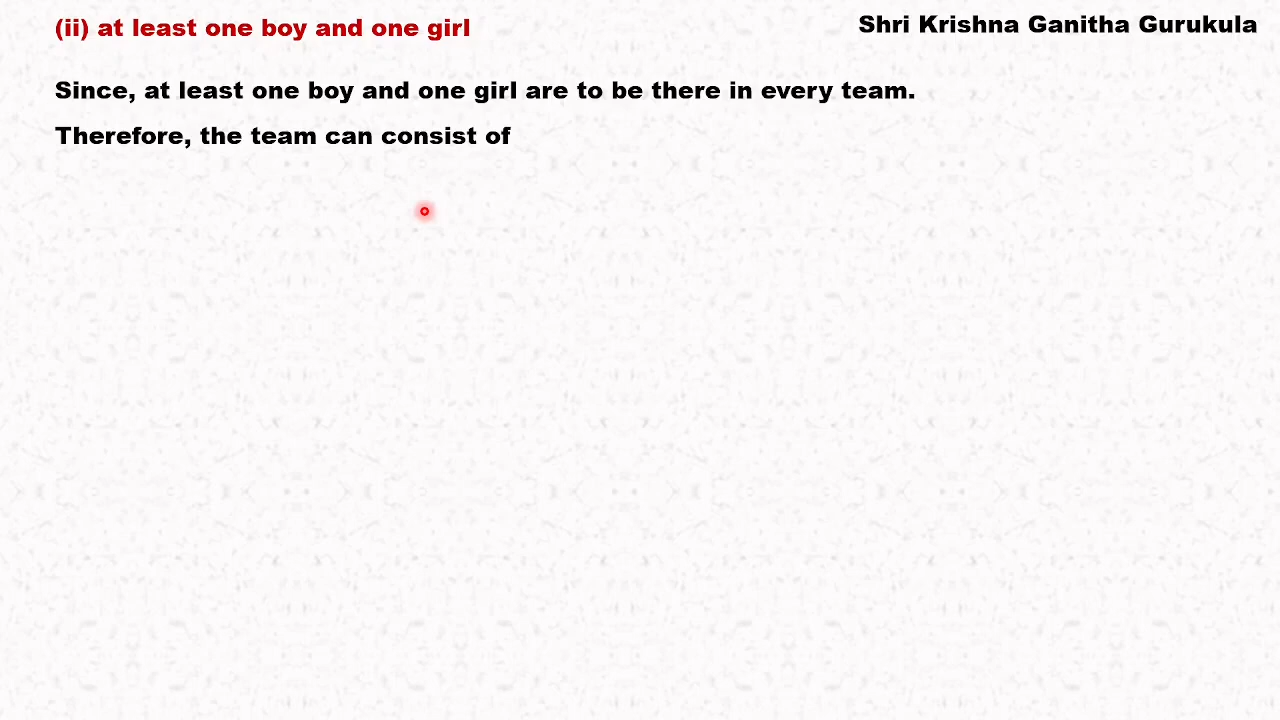 (ii) at least one boy and one girl
Shri Krishna Ganitha Gurukula
Since, at least one boy and one girl are to be there in every team.
Therefore, the team can consist of